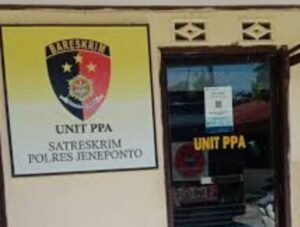 BARESKRIM
UNIT PPA
SATRESKRIM
POLRES JENEPONTO
UNIT PPA